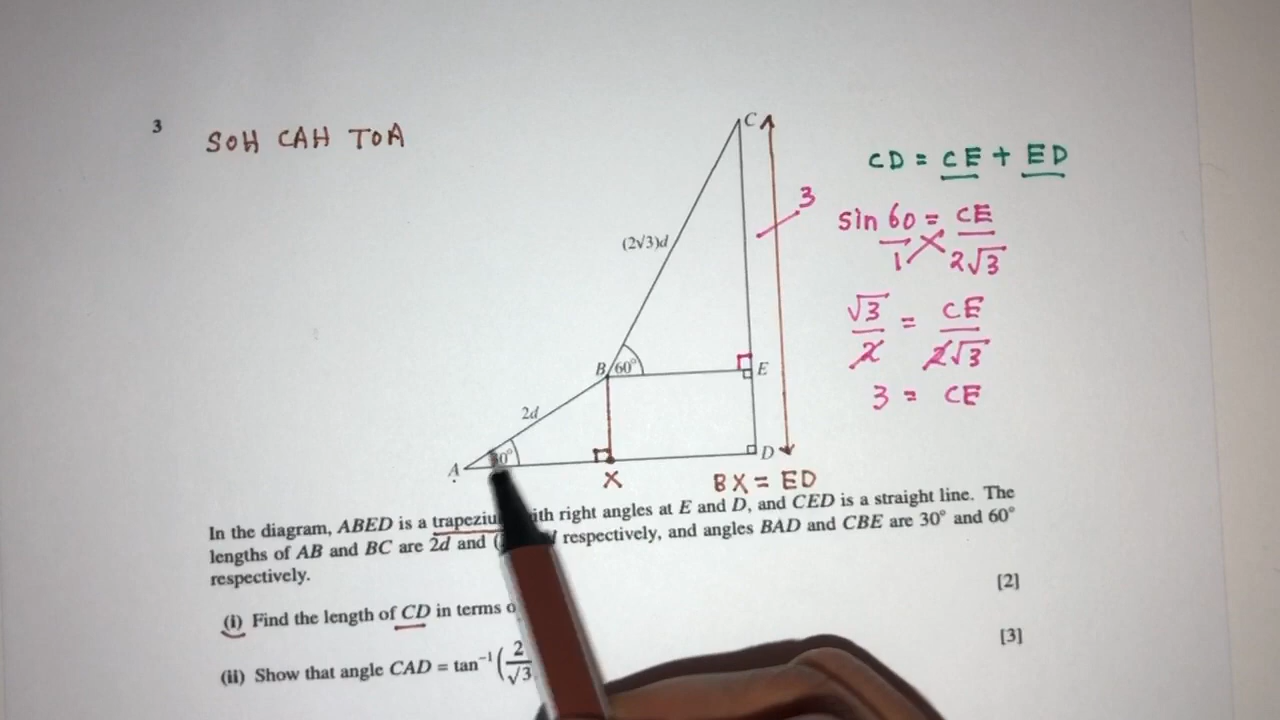 3
SOH CAH TOA
C
CD = CE + ED
3
sin 60 = CE
1 2√3
(2√3)d
√3 = CE
2 2√3
3 = CE
B 60° E
2d
A 0° D
X BX = ED
In the diagram, ABED is a with right angles at E and D, and CED is a straight line. The
lengths of AB and BC are 2d and respectively, and angles BAD and CBE are 30° and 60°
respectively.
[2]
(i) Find the length of CD in terms
[3]
(ii) Show that angle CAD = tan⁻¹(2/√3